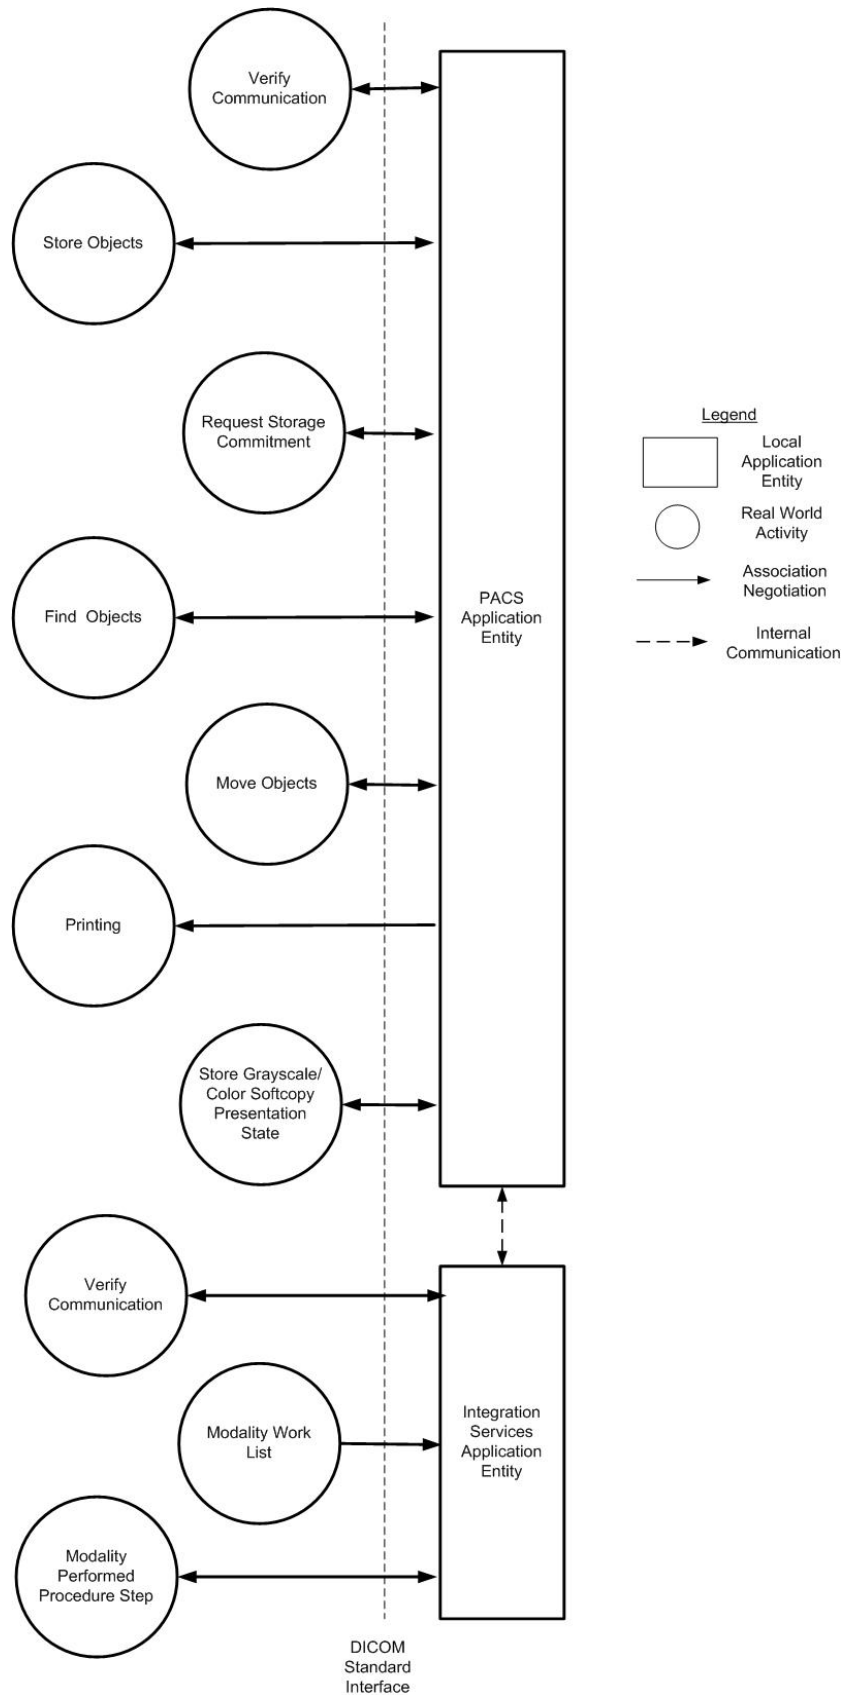 Verify
Communication
Store Objects
Request Storage
Commitment
Find Objects
Move Objects
Printing
Store Grayscale/
Color Softcopy
Presentation
State
PACS
Application
Entity
Legend
Local
Application
Entity
Real World
Activity
Association
Negotiation
Internal
Communication
Verify
Communication
Modality Work
List
Modality
Performed
Procedure Step
Integration
Services
Application
Entity
DICOM
Standard
Interface